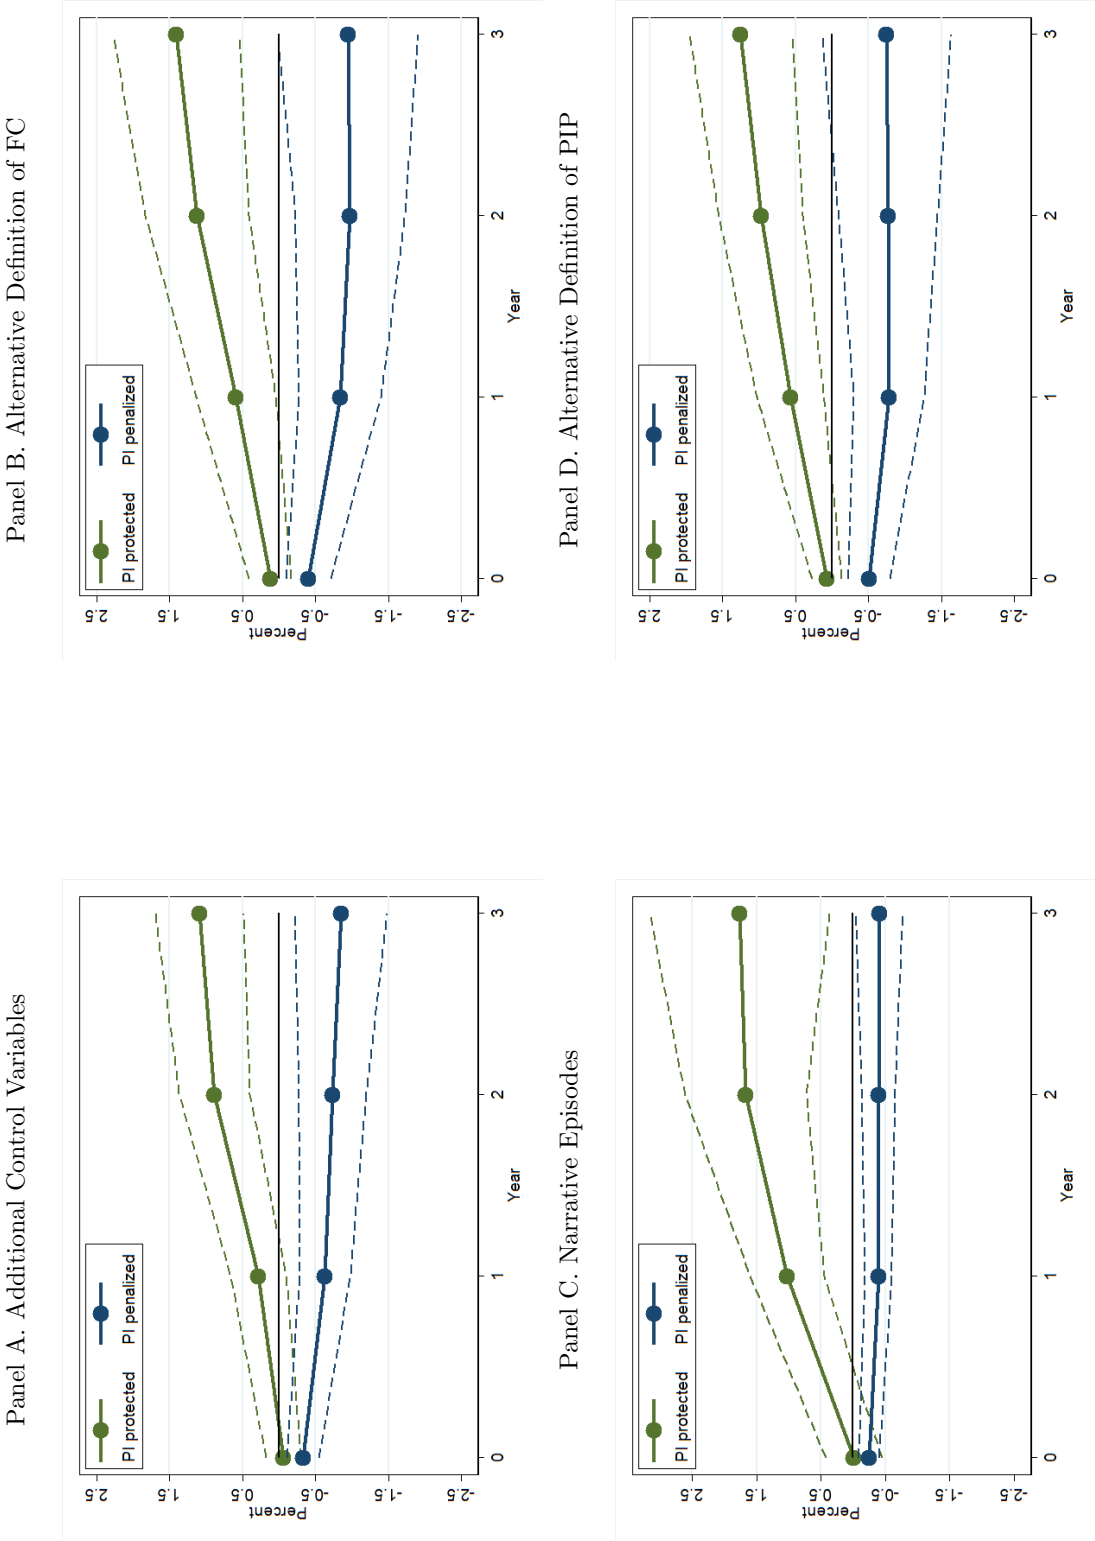 Panel A. Additional Control Variables
PI protected PI penalized
Percent
2.5
1.5
0.5
-0.5
-1.5
-2.5
0 1 2 3
Year
Panel B. Alternative Definition of FC
PI protected PI penalized
Percent
2.5
1.5
0.5
-0.5
-1.5
-2.5
0 1 2 3
Year
Panel C. Narrative Episodes
PI protected PI penalized
Percent
2.5
1.5
0.5
-0.5
-1.5
-2.5
0 1 2 3
Year
Panel D. Alternative Definition of PIP
PI protected PI penalized
Percent
2.5
1.5
0.5
-0.5
-1.5
-2.5
0 1 2 3
Year